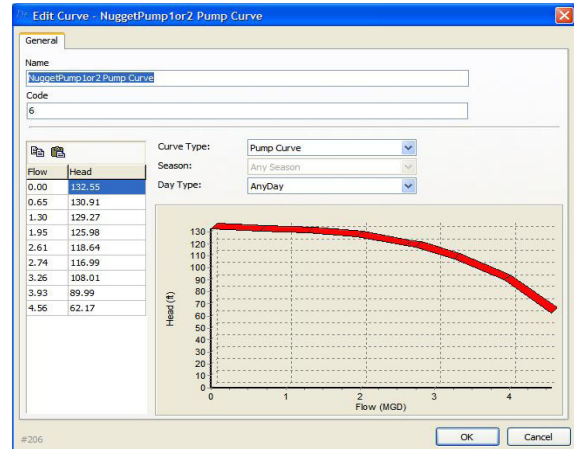 Edit Curve - NuggetPump1or2 Pump Curve
General
Name
NuggetPump1or2 Pump Curve
Code
6
Curve Type: Pump Curve
Season: Any Season
Day Type: AnyDay
Flow Head
0.00 132.55
0.65 130.91
1.30 129.27
1.95 125.98
2.61 118.64
2.74 116.99
3.26 108.01
3.93 89.99
4.56 62.17
Head (ft)
130
120
110
100
90
80
70
60
50
40
30
20
10
0
0 1 2 3 4
Flow (MGD)
#206
OK Cancel